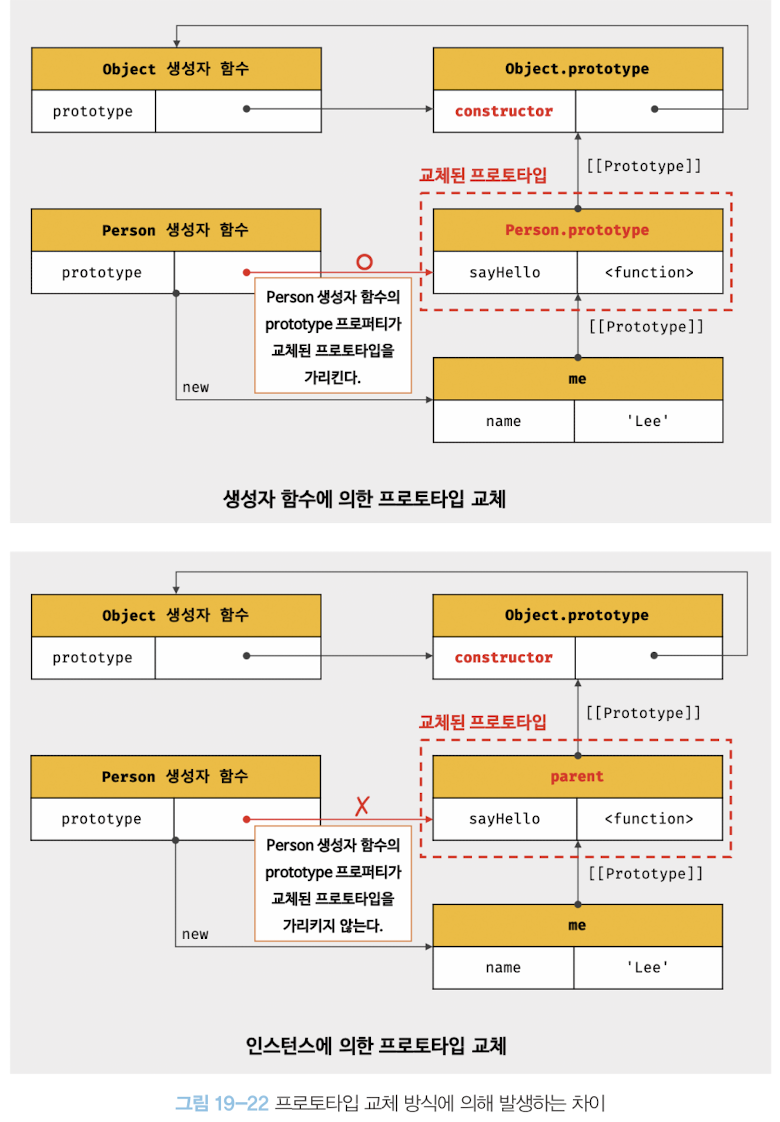 Object 생성자 함수
Object.prototype
prototype
constructor
[[Prototype]]
교체된 프로토타입
Person 생성자 함수
Person.prototype
prototype
sayHello
<function>
Person 생성자 함수의
prototype 프로퍼티가
교체된 프로토타입을
가리킨다.
[[Prototype]]
new
me
name
'Lee'
생성자 함수에 의한 프로토타입 교체
Object 생성자 함수
Object.prototype
prototype
constructor
[[Prototype]]
교체된 프로토타입
Person 생성자 함수
parent
prototype
sayHello
<function>
Person 생성자 함수의
prototype 프로퍼티가
교체된 프로토타입을
가리키지 않는다.
[[Prototype]]
new
me
name
'Lee'
인스턴스에 의한 프로토타입 교체
그림 19-22 프로토타입 교체 방식에 의해 발생하는 차이